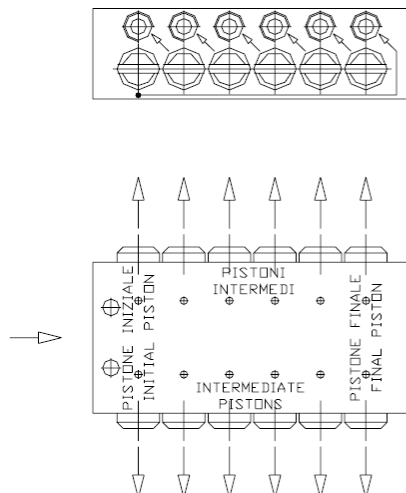 PISTONE INIZIALE
INITIAL PISTON
PISTONI
INTERMEDI
INTERMEDIATE
PISTONS
PISTONE FINALE
FINAL PISTON